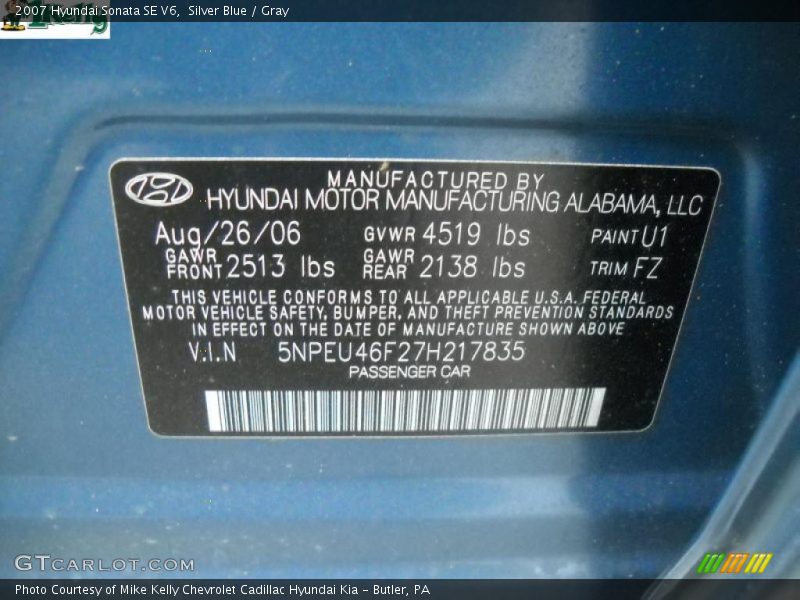 2007 Hyundai Sonata SE V6, Silver Blue / Gray
MANUFACTURED BY
HYUNDAI MOTOR MANUFACTURING ALABAMA, LLC
Aug/26/06 GVWR 4519 lbs PAINT U1
GAWR FRONT 2513 lbs GAWR REAR 2138 lbs TRIM FZ
THIS VEHICLE CONFORMS TO ALL APPLICABLE U.S.A. FEDERAL
MOTOR VEHICLE SAFETY, BUMPER, AND THEFT PREVENTION STANDARDS
IN EFFECT ON THE DATE OF MANUFACTURE SHOWN ABOVE
V.I.N 5NPEU46F27H217835
PASSENGER CAR
GTCARLOT.COM
Photo Courtesy of Mike Kelly Chevrolet Cadillac Hyundai Kia - Butler, PA